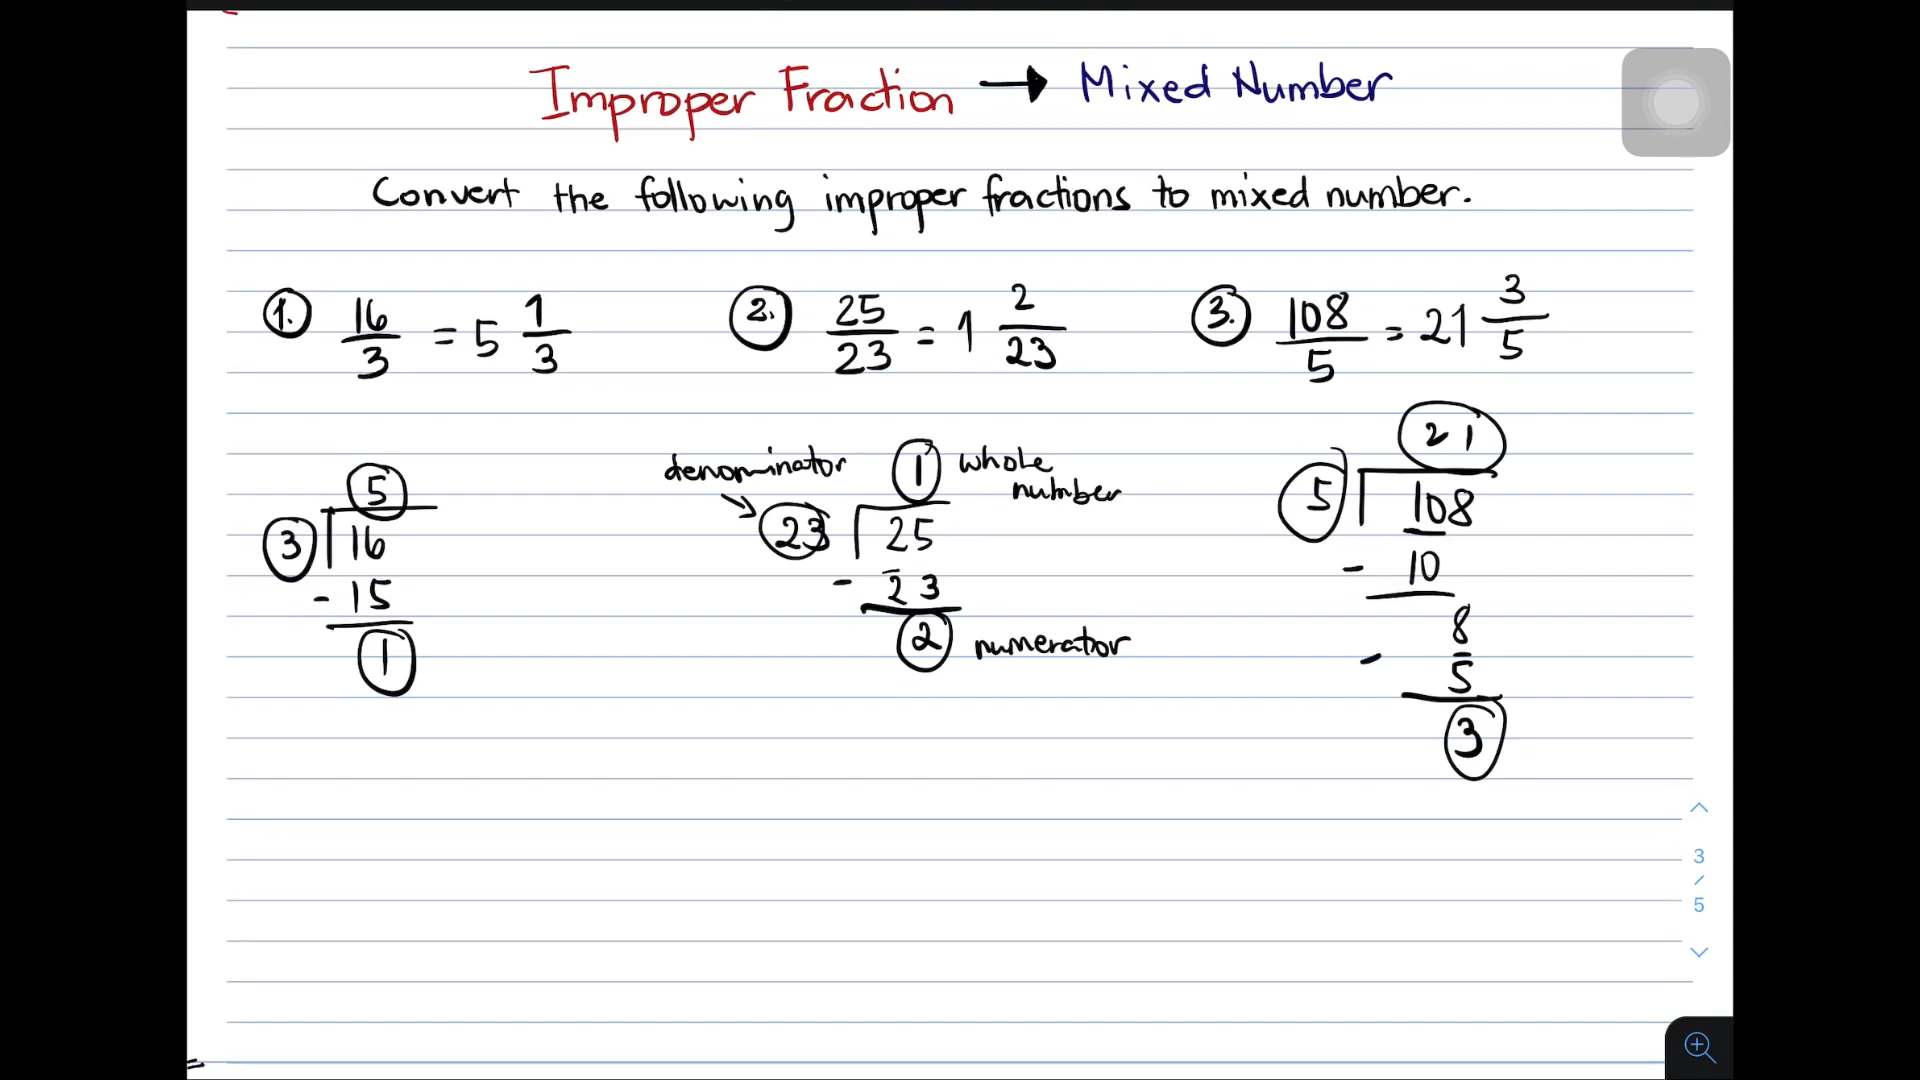 Improper Fraction → Mixed Number
Convert the following improper fractions to mixed number.
1. 16/3 = 5 1/3
2. 25/23 = 1 2/23
3. 108/5 = 21 3/5
5
3 16
- 15
1
denominator 1 whole number
23 25
- 23
2 numerator
21
5 108
- 10
8
- 5
3
3
/
5